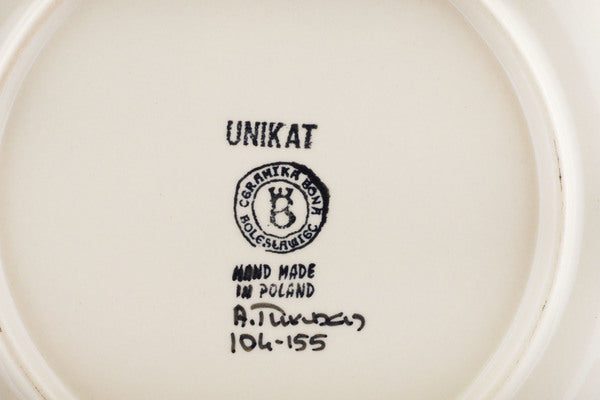 UNIKAT
CERAMIKA BONA
B
BOLESŁAWIEC
HAND MADE
IN POLAND
A.
104-155